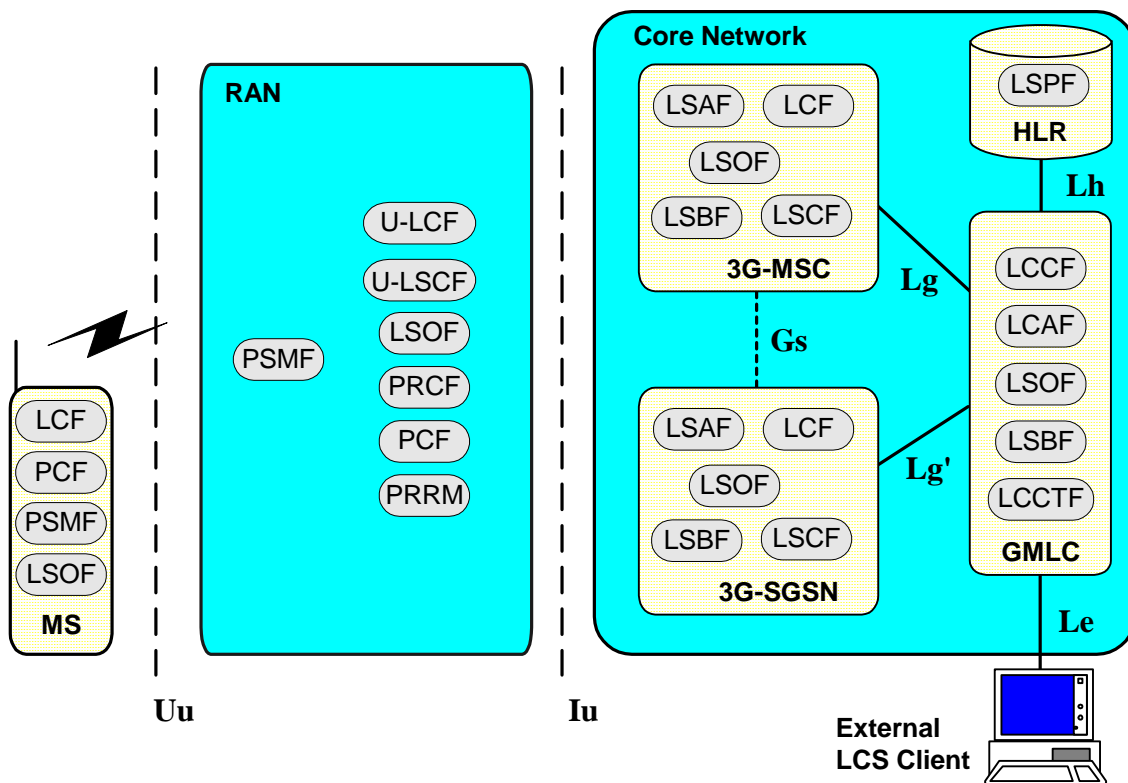 Core Network
RAN
LSAF
LCF
LSOF
LSBF
LSCF
3G-MSC
LSPF
HLR
Lh
Lg
Gs
U-LCF
U-LSCF
LSOF
PRCF
PCF
PRRM
PSMF
LCF
PCF
PSMF
LSOF
MS
LSAF
LCF
LSOF
LSBF
LSCF
3G-SGSN
Lg'
LCCF
LCAF
LSOF
LSBF
LCCTF
GMLC
Le
Uu
Iu
External
LCS Client